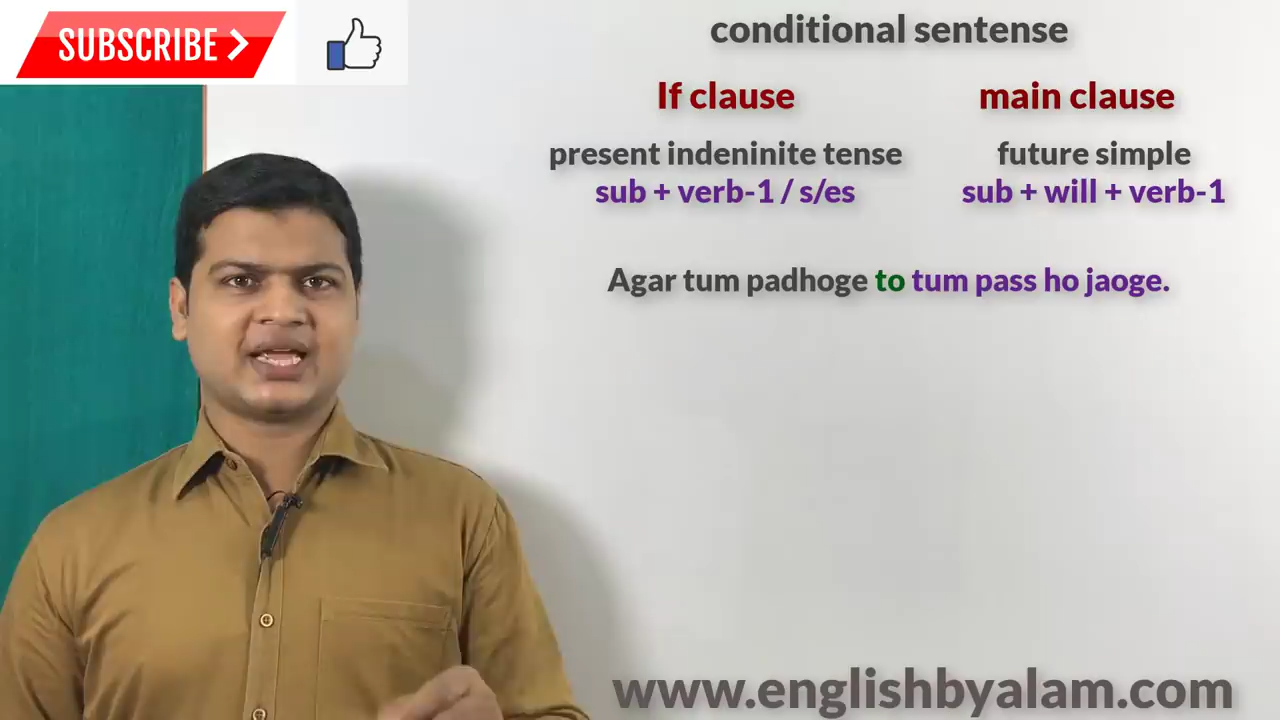 SUBSCRIBE
conditional sentense
If clause main clause
present indeninite tense future simple
sub + verb-1 / s/es sub + will + verb-1
Agar tum padhoge to tum pass ho jaoge.
www.englishbyalam.com